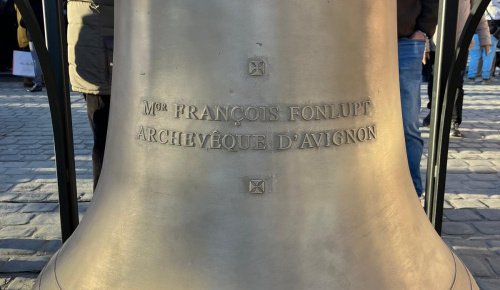 Mgr FRANÇOIS FONLUPT
ARCHEVÊQUE D'AVIGNON